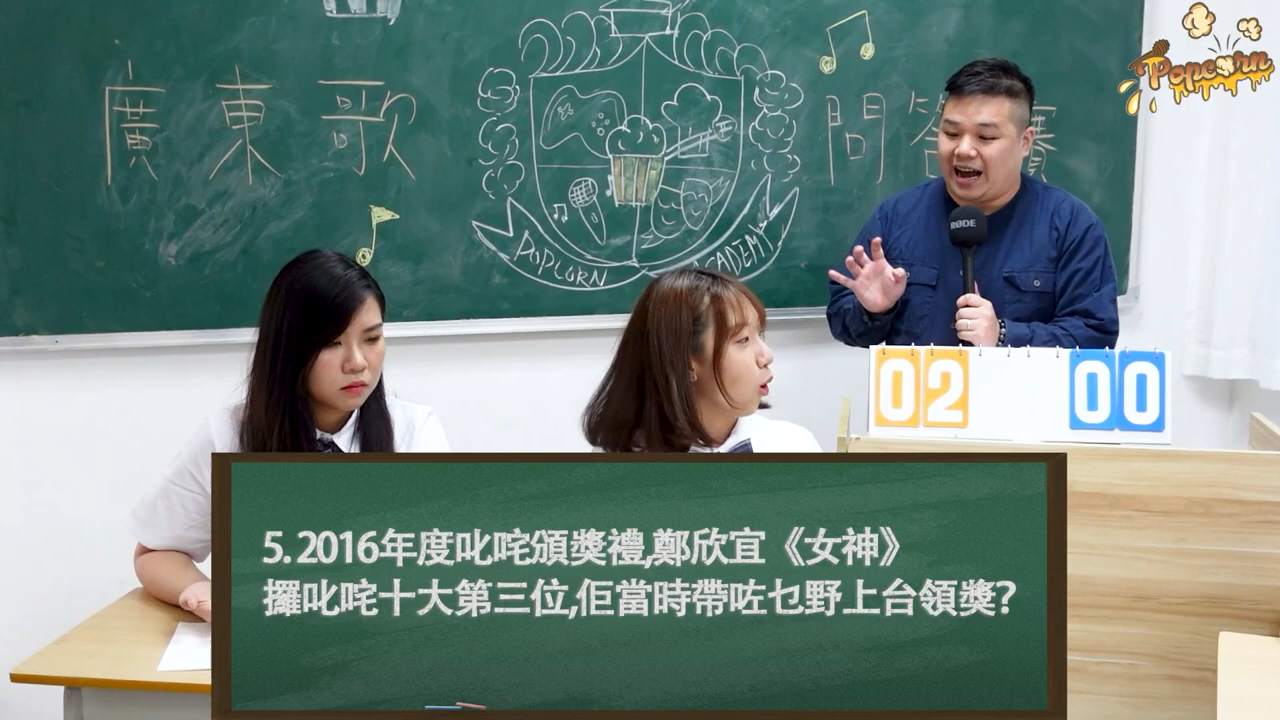 廣東歌
問答賽
Popcorn
POPCORN ACADEMY
RØDE
02 00
5. 2016年度叱咤頒獎禮,鄭欣宜《女神》
攞叱咤十大第三位,佢當時帶咗乜野上台領獎?